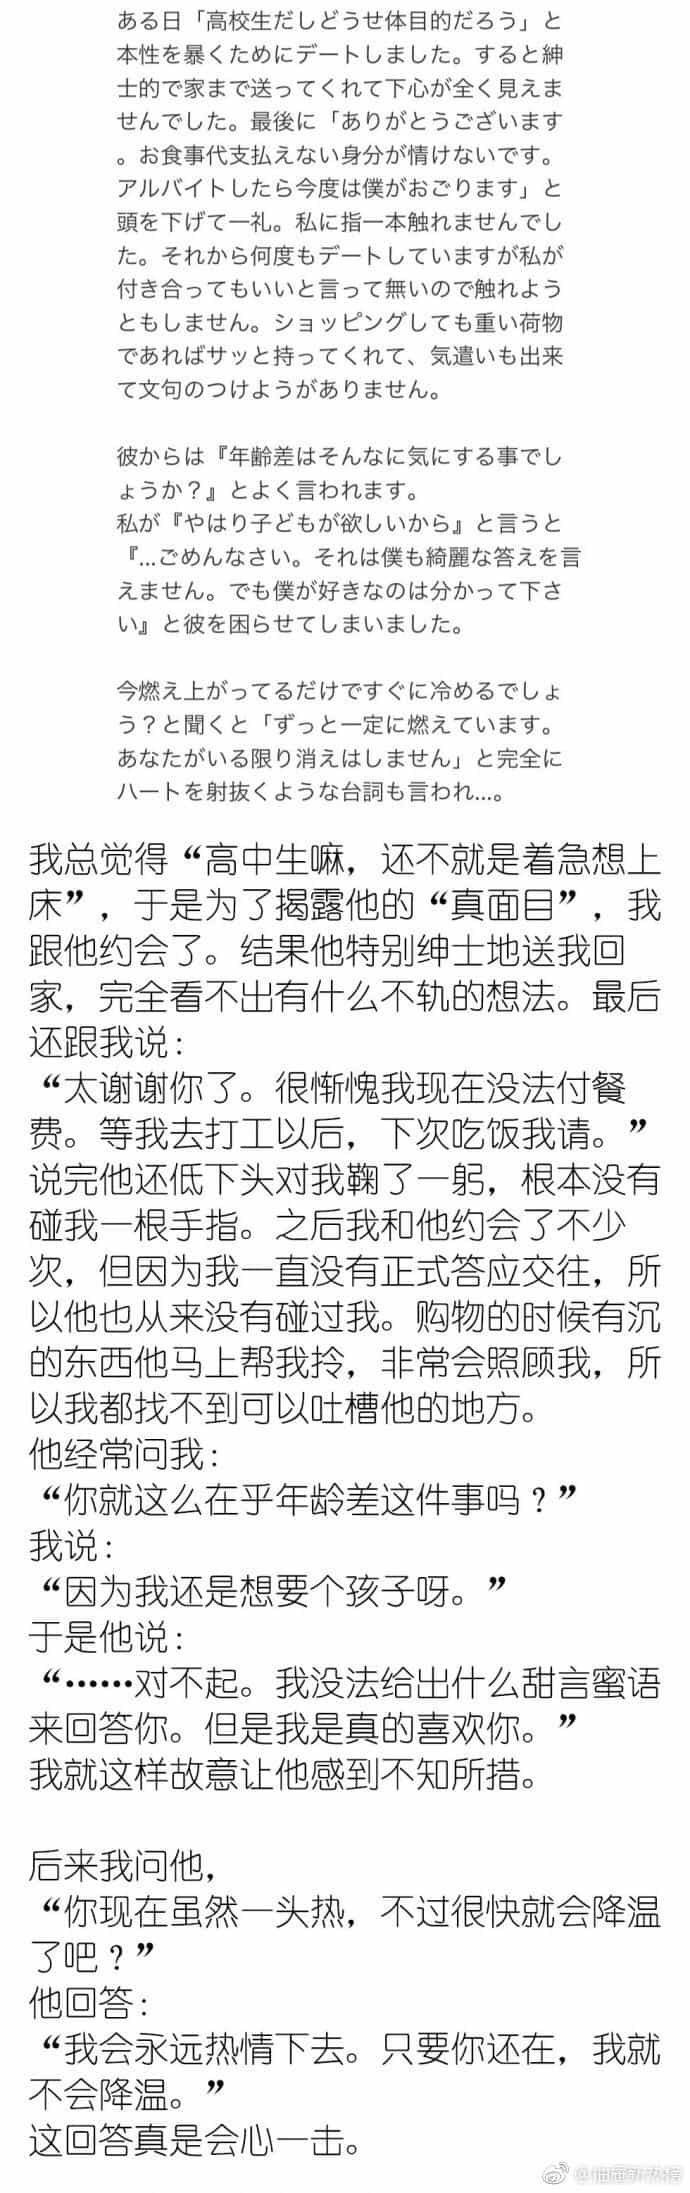 ある日「高校生だしどうせ体目的だろう」と
本性を暴くためにデートしました。すると紳
士的で家まで送ってくれて下心が全く見えま
せんでした。最後に「ありがとうございます
。お食事代支払えない身分が情けないです。
アルバイトしたら今度は僕がおごります」と
頭を下げて一礼。私に指一本触れませんでし
た。それから何度もデートしていますが私が
付き合ってもいいと言って無いので触れよう
ともしません。ショッピングしても重い荷物
であればサッと持ってくれて、気遣いも出来
て文句のつけようがありません。
彼からは『年齢差はそんなに気にする事でし
ょうか？』とよく言われます。
私が『やはり子どもが欲しいから』と言うと
『...ごめんなさい。それは僕も綺麗な答えを言
えません。でも僕が好きなのは分かって下さ
い』と彼を困らせてしまいました。
今燃え上がってるだけですぐに冷めるでしょ
う？と聞くと「ずっと一定に燃えています。
あなたがいる限り消えはしません」と完全に
ハートを射抜くような台詞も言われ...。
我总觉得“高中生嘛，还不就是着急想上
床”，于是为了揭露他的“真面目”，我
跟他约会了。结果他特别绅士地送我回
家，完全看不出有什么不轨的想法。最后
还跟我说：
“太谢谢你了。很惭愧我现在没法付餐
费。等我去打工以后，下次吃饭我请。”
说完他还低下头对我鞠了一躬，根本没有
碰我一根手指。之后我和他约会了不少
次，但因为我一直没有正式答应交往，所
以他也从来没有碰过我。购物的时候有沉
的东西他马上帮我拎，非常会照顾我，所
以我都找不到可以吐槽他的地方。
他经常问我：
“你就这么在乎年龄差这件事吗？”
我说：
“因为我还是想要个孩子呀。”
于是他说：
“……对不起。我没法给出什么甜言蜜语
来回答你。但是我是真的喜欢你。”
我就这样故意让他感到不知所措。
后来我问他，
“你现在虽然一头热，不过很快就会降温
了吧？”
他回答：
“我会永远热情下去。只要你还在，我就
不会降温。”
这回答真是会心一击。